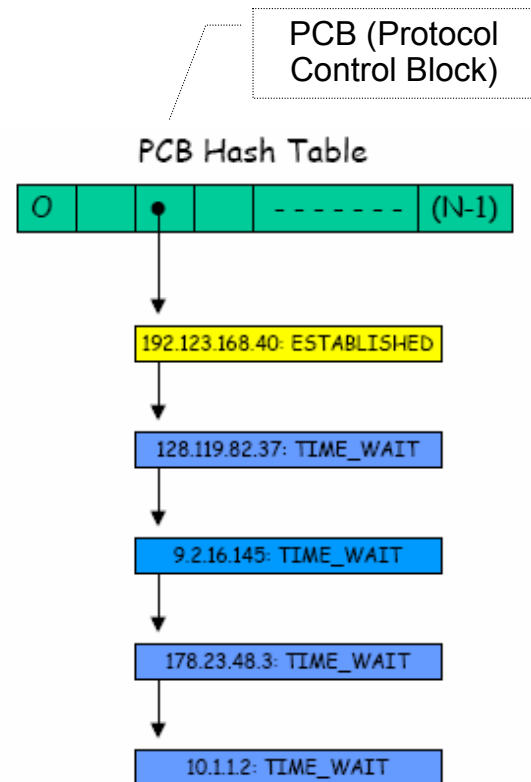 PCB (Protocol
Control Block)
PCB Hash Table
0 - - - - - - - (N-1)
192.123.168.40: ESTABLISHED
128.119.82.37: TIME_WAIT
9.2.16.145: TIME_WAIT
178.23.48.3: TIME_WAIT
10.1.1.2: TIME_WAIT